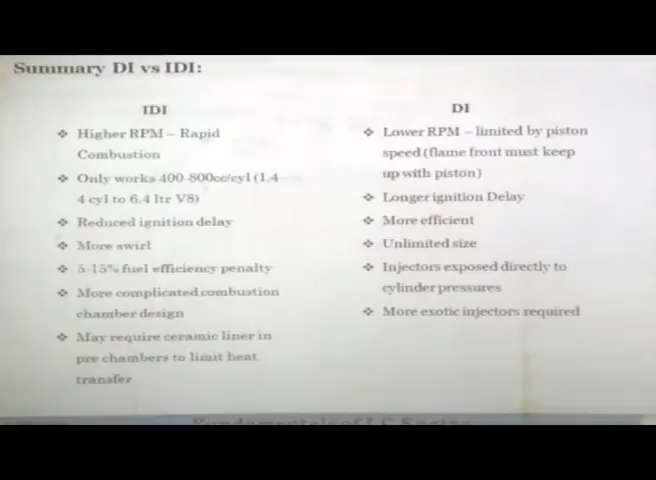 Summary DI vs IDI:
IDI
❖ Higher RPM – Rapid
Combustion
❖ Only works 400-800cc/cyl (1.4
4 cyl to 6.4 ltr V8)
❖ Reduced ignition delay
❖ More swirl
❖ 5-15% fuel efficiency penalty
❖ More complicated combustion
chamber design
❖ May require ceramic liner in
pre chambers to limit heat
transfer
DI
❖ Lower RPM – limited by piston
speed (flame front must keep
up with piston)
❖ Longer ignition Delay
❖ More efficient
❖ Unlimited size
❖ Injectors exposed directly to
cylinder pressures
❖ More exotic injectors required
Fundamentals of I C Engine